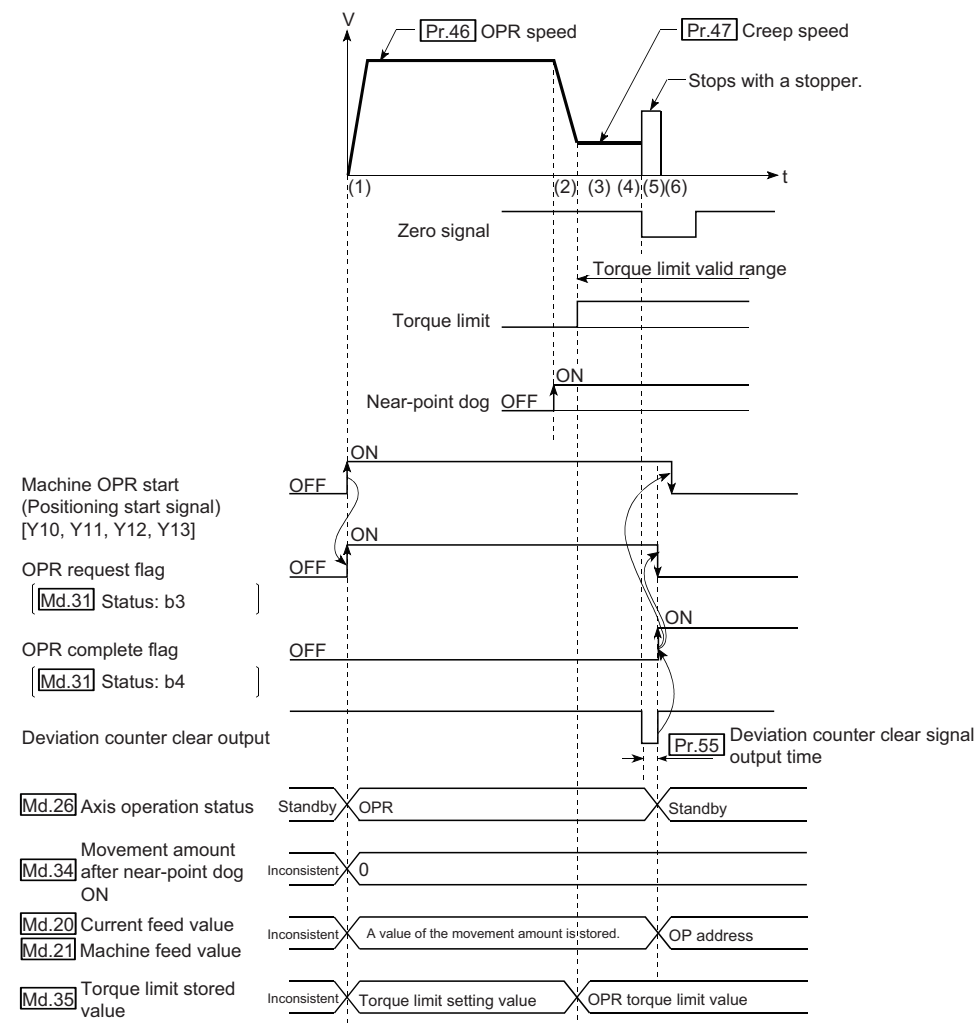 V
Pr.46 OPR speed
Pr.47 Creep speed
Stops with a stopper.
t
(1)
(2)
(3)
(4)
(5)
(6)
Zero signal
Torque limit valid range
Torque limit
ON
Near-point dog OFF
ON
Machine OPR start
(Positioning start signal)
[Y10, Y11, Y12, Y13]
OFF
ON
OPR request flag
OFF
Md.31 Status: b3
ON
OPR complete flag
OFF
Md.31 Status: b4
Deviation counter clear output
Pr.55 Deviation counter clear signal
output time
Md.26 Axis operation status Standby OPR Standby
Movement amount
Md.34 after near-point dog Inconsistent 0
ON
Md.20 Current feed value
Inconsistent A value of the movement amount is stored. OP address
Md.21 Machine feed value
Md.35 Torque limit stored
value
Inconsistent Torque limit setting value OPR torque limit value